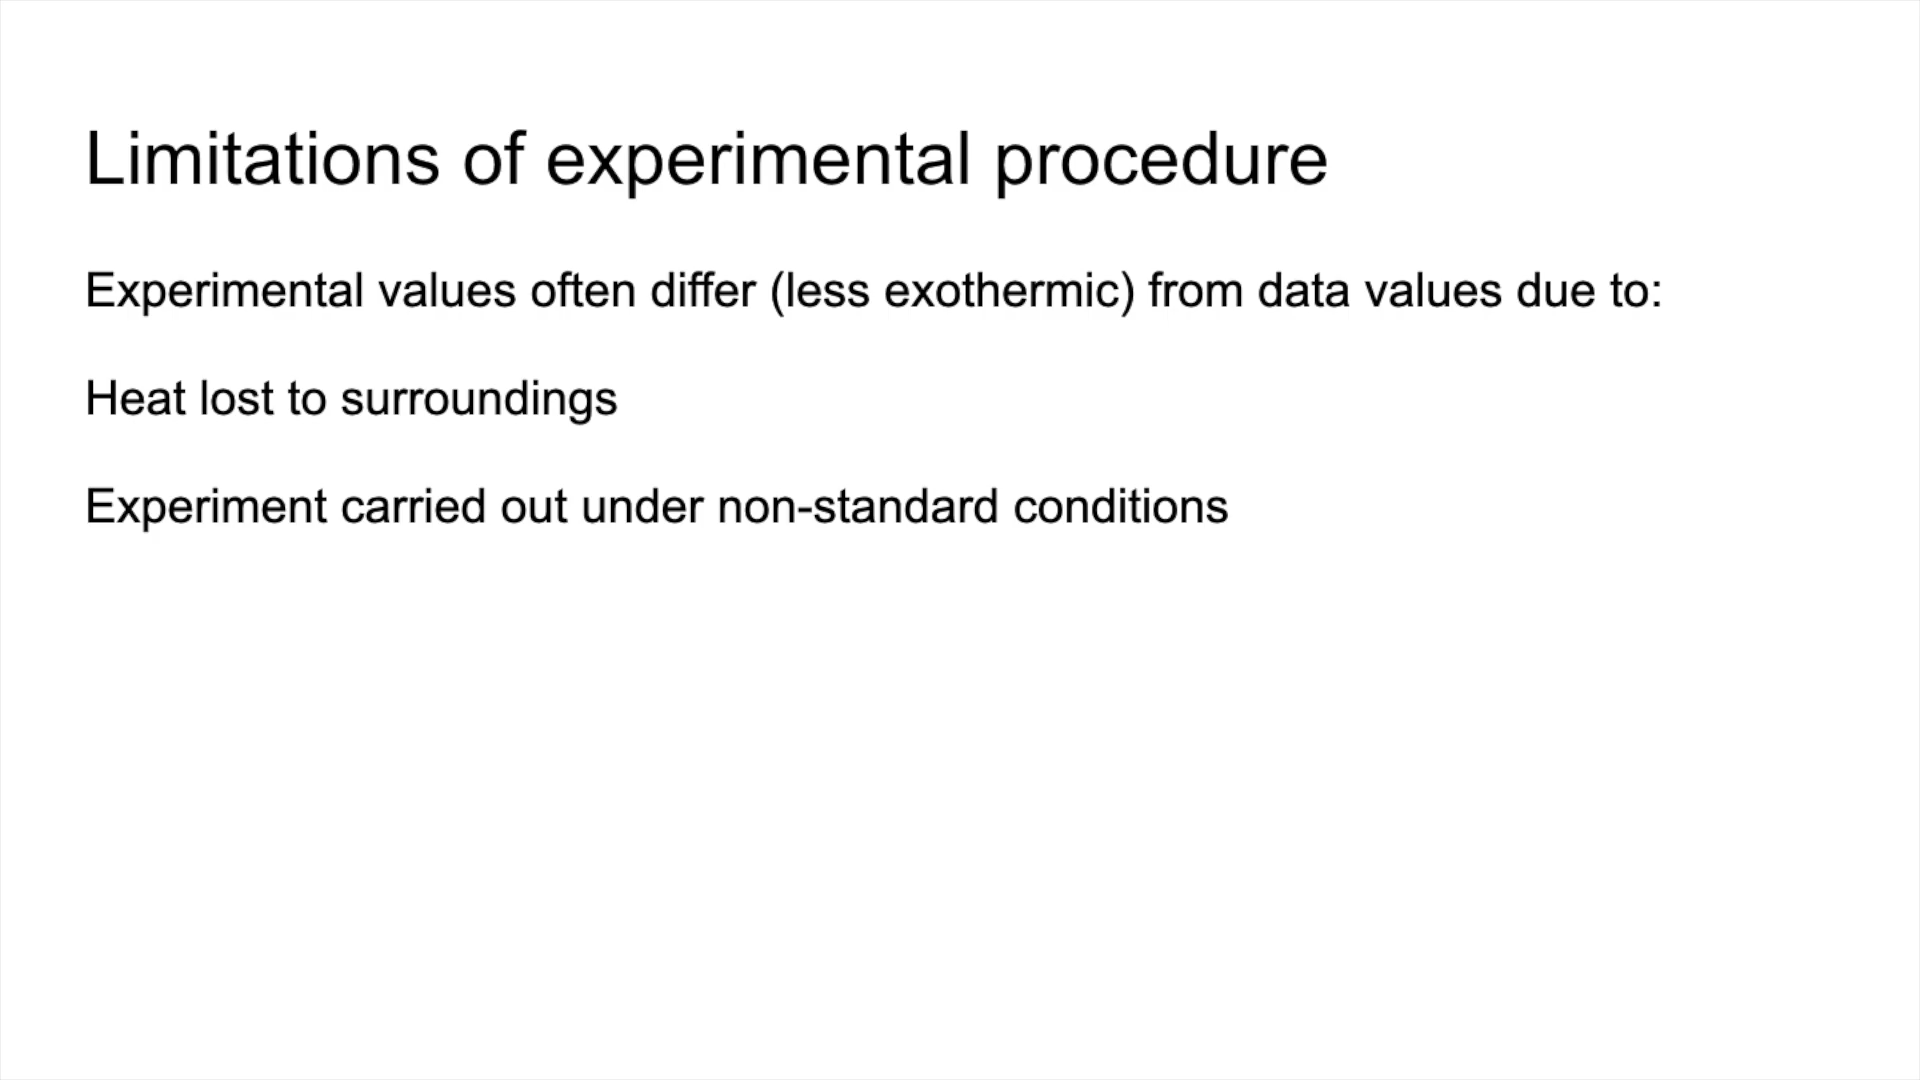 Limitations of experimental procedure
Experimental values often differ (less exothermic) from data values due to:
Heat lost to surroundings
Experiment carried out under non-standard conditions